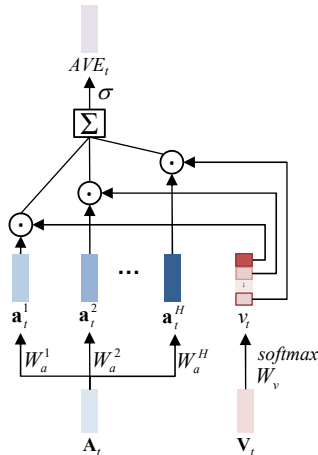 AVE_t
σ
Σ
...
a_t^1 a_t^2 a_t^H v_t
W_a^1 W_a^2 W_a^H softmax
W_v
A_t V_t